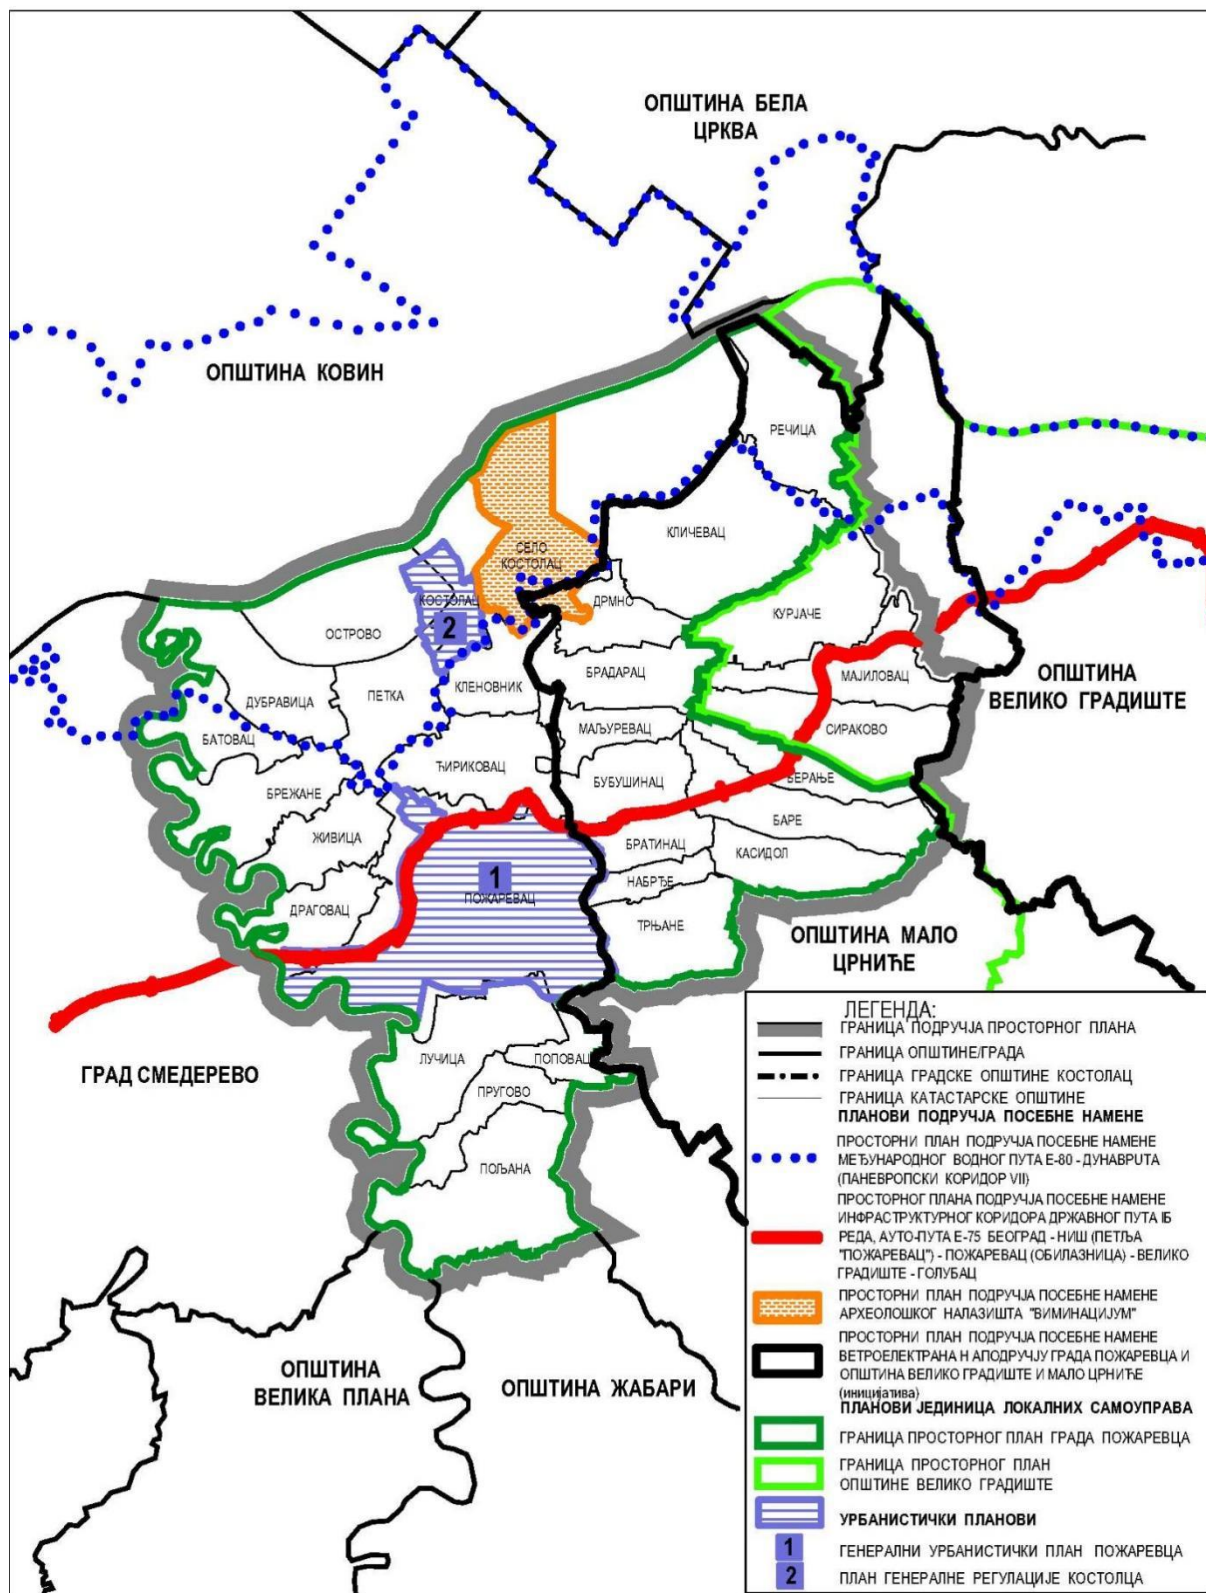 ОПШТИНА БЕЛА
ЦРКВА
ОПШТИНА КОВИН
РЕЧИЦА
КЛИЧЕВАЦ
СЕЛО
КОСТОЛАЦ
КОСТОЛАЦ
2
ДРМНО
КУРЈАЧЕ
ОСТРОВО
БРАДАРАЦ
МАЈИЛОВАЦ
ОПШТИНА
ВЕЛИКО ГРАДИШТЕ
КЛЕНОВНИК
ПЕТКА
ДУБРАВИЦА
СИРАКОВО
МАЉУРЕВАЦ
БАТОВАЦ
ЋИРИКОВАЦ
БУБУШИНАЦ
БЕРАЊЕ
БРЕЖАНЕ
БАРЕ
ЖИВИЦА
БРАТИНАЦ
КАСИДОЛ
1
НАБРЂЕ
ПОЖАРЕВАЦ
ДРАГОВАЦ
ТРЊАНЕ
ОПШТИНА МАЛО
ЦРНИЋЕ
ЛУЧИЦА
ПОПОВАЦ
ГРАД СМЕДЕРЕВО
ПРУГОВО
ПОЉАНА
ОПШТИНА
ВЕЛИКА ПЛАНА
ОПШТИНА ЖАБАРИ
ЛЕГЕНДА:
ГРАНИЦА ПОДРУЧЈА ПРОСТОРНОГ ПЛАНА
ГРАНИЦА ОПШТИНЕ/ГРАДА
ГРАНИЦА ГРАДСКЕ ОПШТИНЕ КОСТОЛАЦ
ГРАНИЦА КАТАСТАРСКЕ ОПШТИНЕ
ПЛАНОВИ ПОДРУЧЈА ПОСЕБНЕ НАМЕНЕ
ПРОСТОРНИ ПЛАН ПОДРУЧЈА ПОСЕБНЕ НАМЕНЕ
МЕЂУНАРОДНОГ ВОДНОГ ПУТА Е-80 - ДУНАВРUTA
(ПАНЕВРОПСКИ КОРИДОР VII)
ПРОСТОРНОГ ПЛАНА ПОДРУЧЈА ПОСЕБНЕ НАМЕНЕ
ИНФРАСТРУКТУРНОГ КОРИДОРА ДРЖАВНОГ ПУТА IБ
РЕДА, АУТО-ПУТА Е-75 БЕОГРАД - НИШ (ПЕТЉА
"ПОЖАРЕВАЦ") - ПОЖАРЕВАЦ (ОБИЛАЗНИЦА) - ВЕЛИКО
ГРАДИШТЕ - ГОЛУБАЦ
ПРОСТОРНИ ПЛАН ПОДРУЧЈА ПОСЕБНЕ НАМЕНЕ
АРХЕОЛОШКОГ НАЛАЗИШТА "ВИМИНАЦИЈУМ"
ПРОСТОРНИ ПЛАН ПОДРУЧЈА ПОСЕБНЕ НАМЕНЕ
ВЕТРОЕЛЕКТРАНА Н АПОДРУЧЈУ ГРАДА ПОЖАРЕВЦА И
ОПШТИНА ВЕЛИКО ГРАДИШТЕ И МАЛО ЦРНИЋЕ
(иницијатива)
ПЛАНОВИ ЈЕДИНИЦА ЛОКАЛНИХ САМОУПРАВА
ГРАНИЦА ПРОСТОРНОГ ПЛАН ГРАДА ПОЖАРЕВЦА
ГРАНИЦА ПРОСТОРНОГ ПЛАН
ОПШТИНЕ ВЕЛИКО ГРАДИШТЕ
УРБАНИСТИЧКИ ПЛАНОВИ
1 ГЕНЕРАЛНИ УРБАНИСТИЧКИ ПЛАН ПОЖАРЕВЦА
2 ПЛАН ГЕНЕРАЛНЕ РЕГУЛАЦИЈЕ КОСТОЛЦА